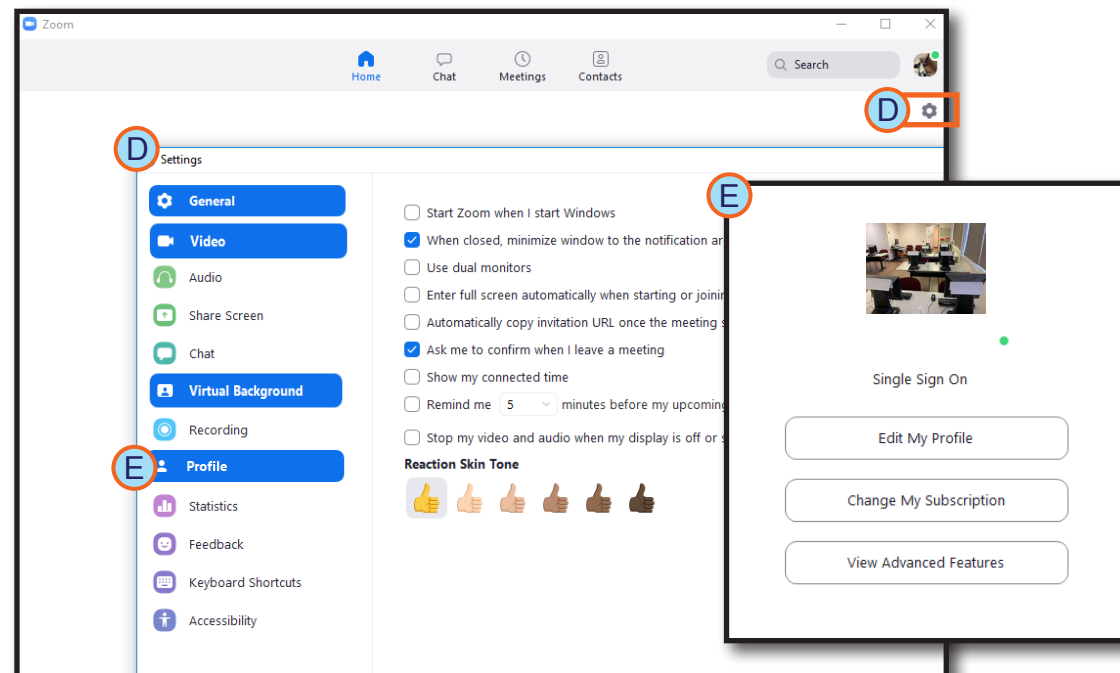 Zoom
Home
Chat
Meetings
Contacts
Search
D
D
Settings
General
Video
Audio
Share Screen
Chat
Virtual Background
Recording
E
Profile
Statistics
Feedback
Keyboard Shortcuts
Accessibility
Start Zoom when I start Windows
When closed, minimize window to the notification ar
Use dual monitors
Enter full screen automatically when starting or joinin
Automatically copy invitation URL once the meeting s
Ask me to confirm when I leave a meeting
Show my connected time
Remind me 5 minutes before my upcoming
Stop my video and audio when my display is off or s
Reaction Skin Tone
E
Single Sign On
Edit My Profile
Change My Subscription
View Advanced Features